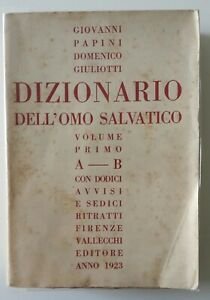 GIOVANNI
PAPINI
DOMENICO
GIULIOTTI
DIZIONARIO
DELL'OMO SALVATICO
VOLUME
PRIMO
A — B
CON DODICI
AVVISI
E SEDICI
RITRATTI
FIRENZE
VALLECCHI
EDITORE
ANNO 1923